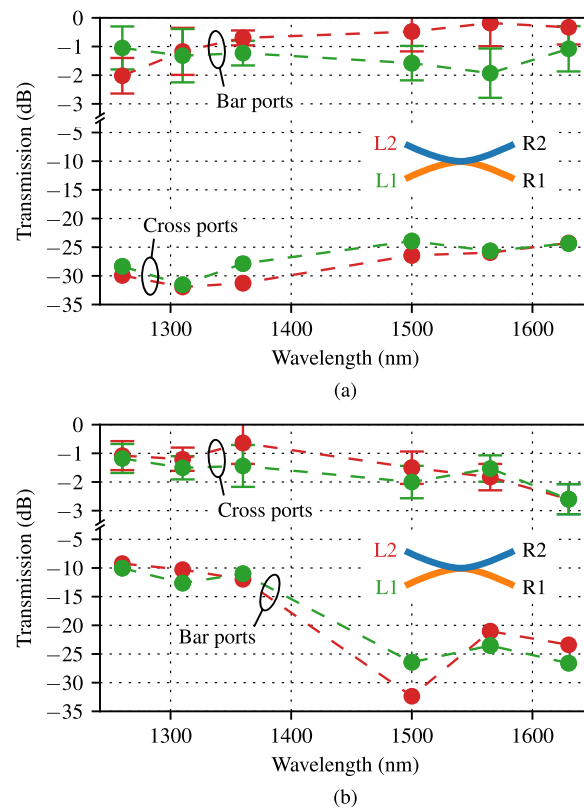 0
−1
−2
−3
−5
−10
−15
−20
−25
−30
−35
Transmission (dB)
Bar ports
L2
R2
L1
R1
Cross ports
1300
1400
1500
1600
Wavelength (nm)
(a)
0
−1
−2
−3
−5
−10
−15
−20
−25
−30
−35
Transmission (dB)
Cross ports
L2
R2
L1
R1
Bar ports
1300
1400
1500
1600
Wavelength (nm)
(b)